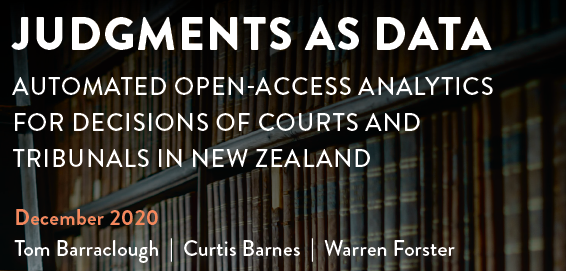 JUDGMENTS AS DATA
AUTOMATED OPEN-ACCESS ANALYTICS
FOR DECISIONS OF COURTS AND
TRIBUNALS IN NEW ZEALAND
December 2020
Tom Barraclough | Curtis Barnes | Warren Forster